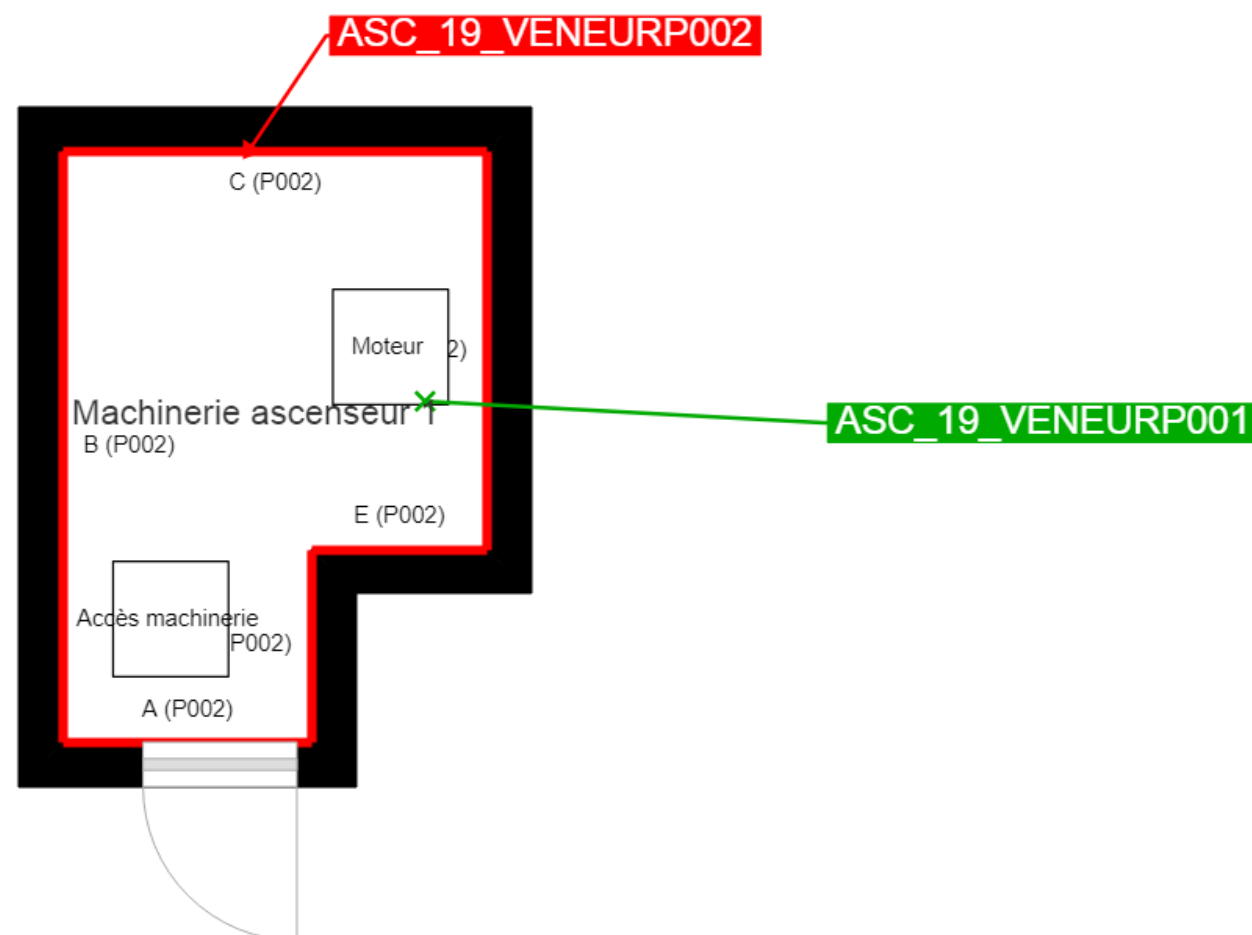 ASC_19_VENEURP002
C (P002)
Moteur
2)
Machinerie ascenseur 1
ASC_19_VENEURP001
B (P002)
E (P002)
Accès machinerie
P002)
A (P002)